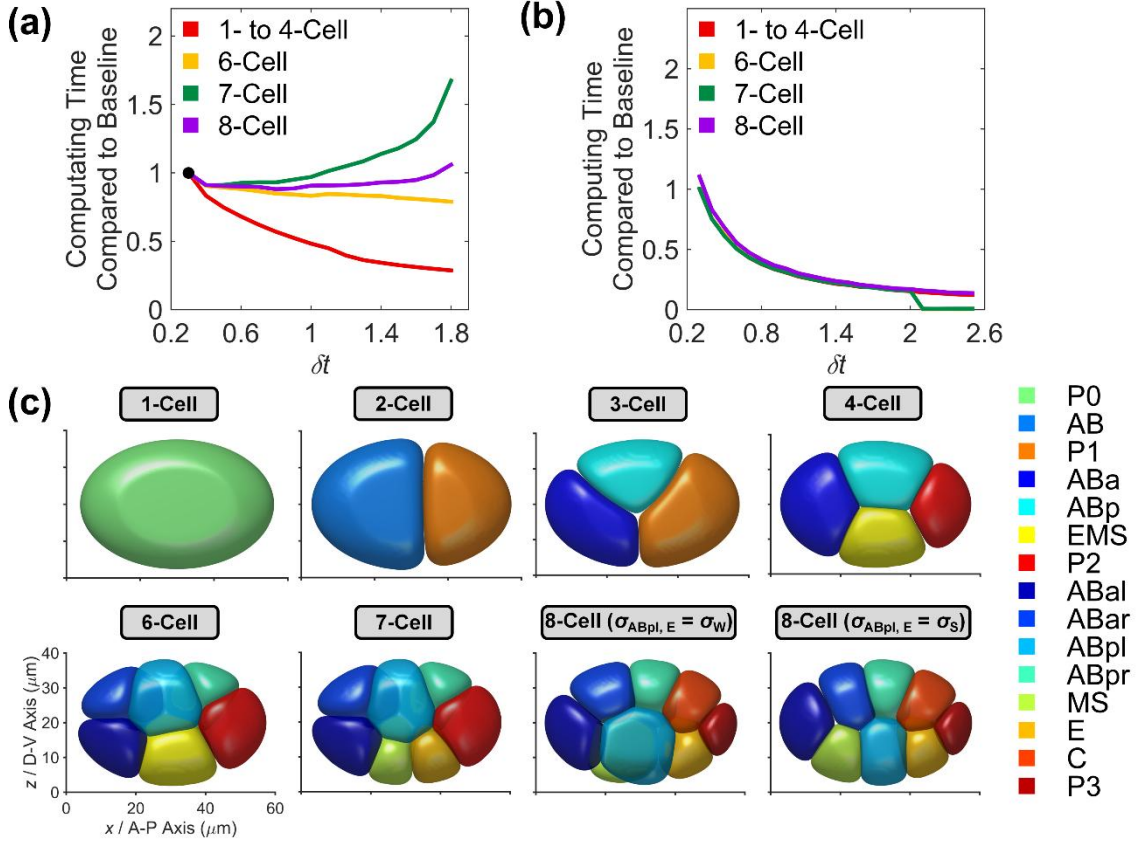 (a)
2
1.5
1
0.5
0
Computating Time
Compared to Baseline
1- to 4-Cell
6-Cell
7-Cell
8-Cell
0.2 0.6 1 1.4 1.8
δt
(b)
2
1.5
1
0.5
0
Computing Time
Compared to Baseline
1- to 4-Cell
6-Cell
7-Cell
8-Cell
0.2 0.8 1.4 2 2.6
δt
(c)
1-Cell 2-Cell 3-Cell 4-Cell
6-Cell 7-Cell 8-Cell (σABpl, E = σW) 8-Cell (σABpl, E = σS)
40
30
20
10
0
z / D-V Axis (μm)
0 20 40 60
x / A-P Axis (μm)
P0
AB
P1
ABa
ABp
EMS
P2
ABal
ABar
ABpl
ABpr
MS
E
C
P3